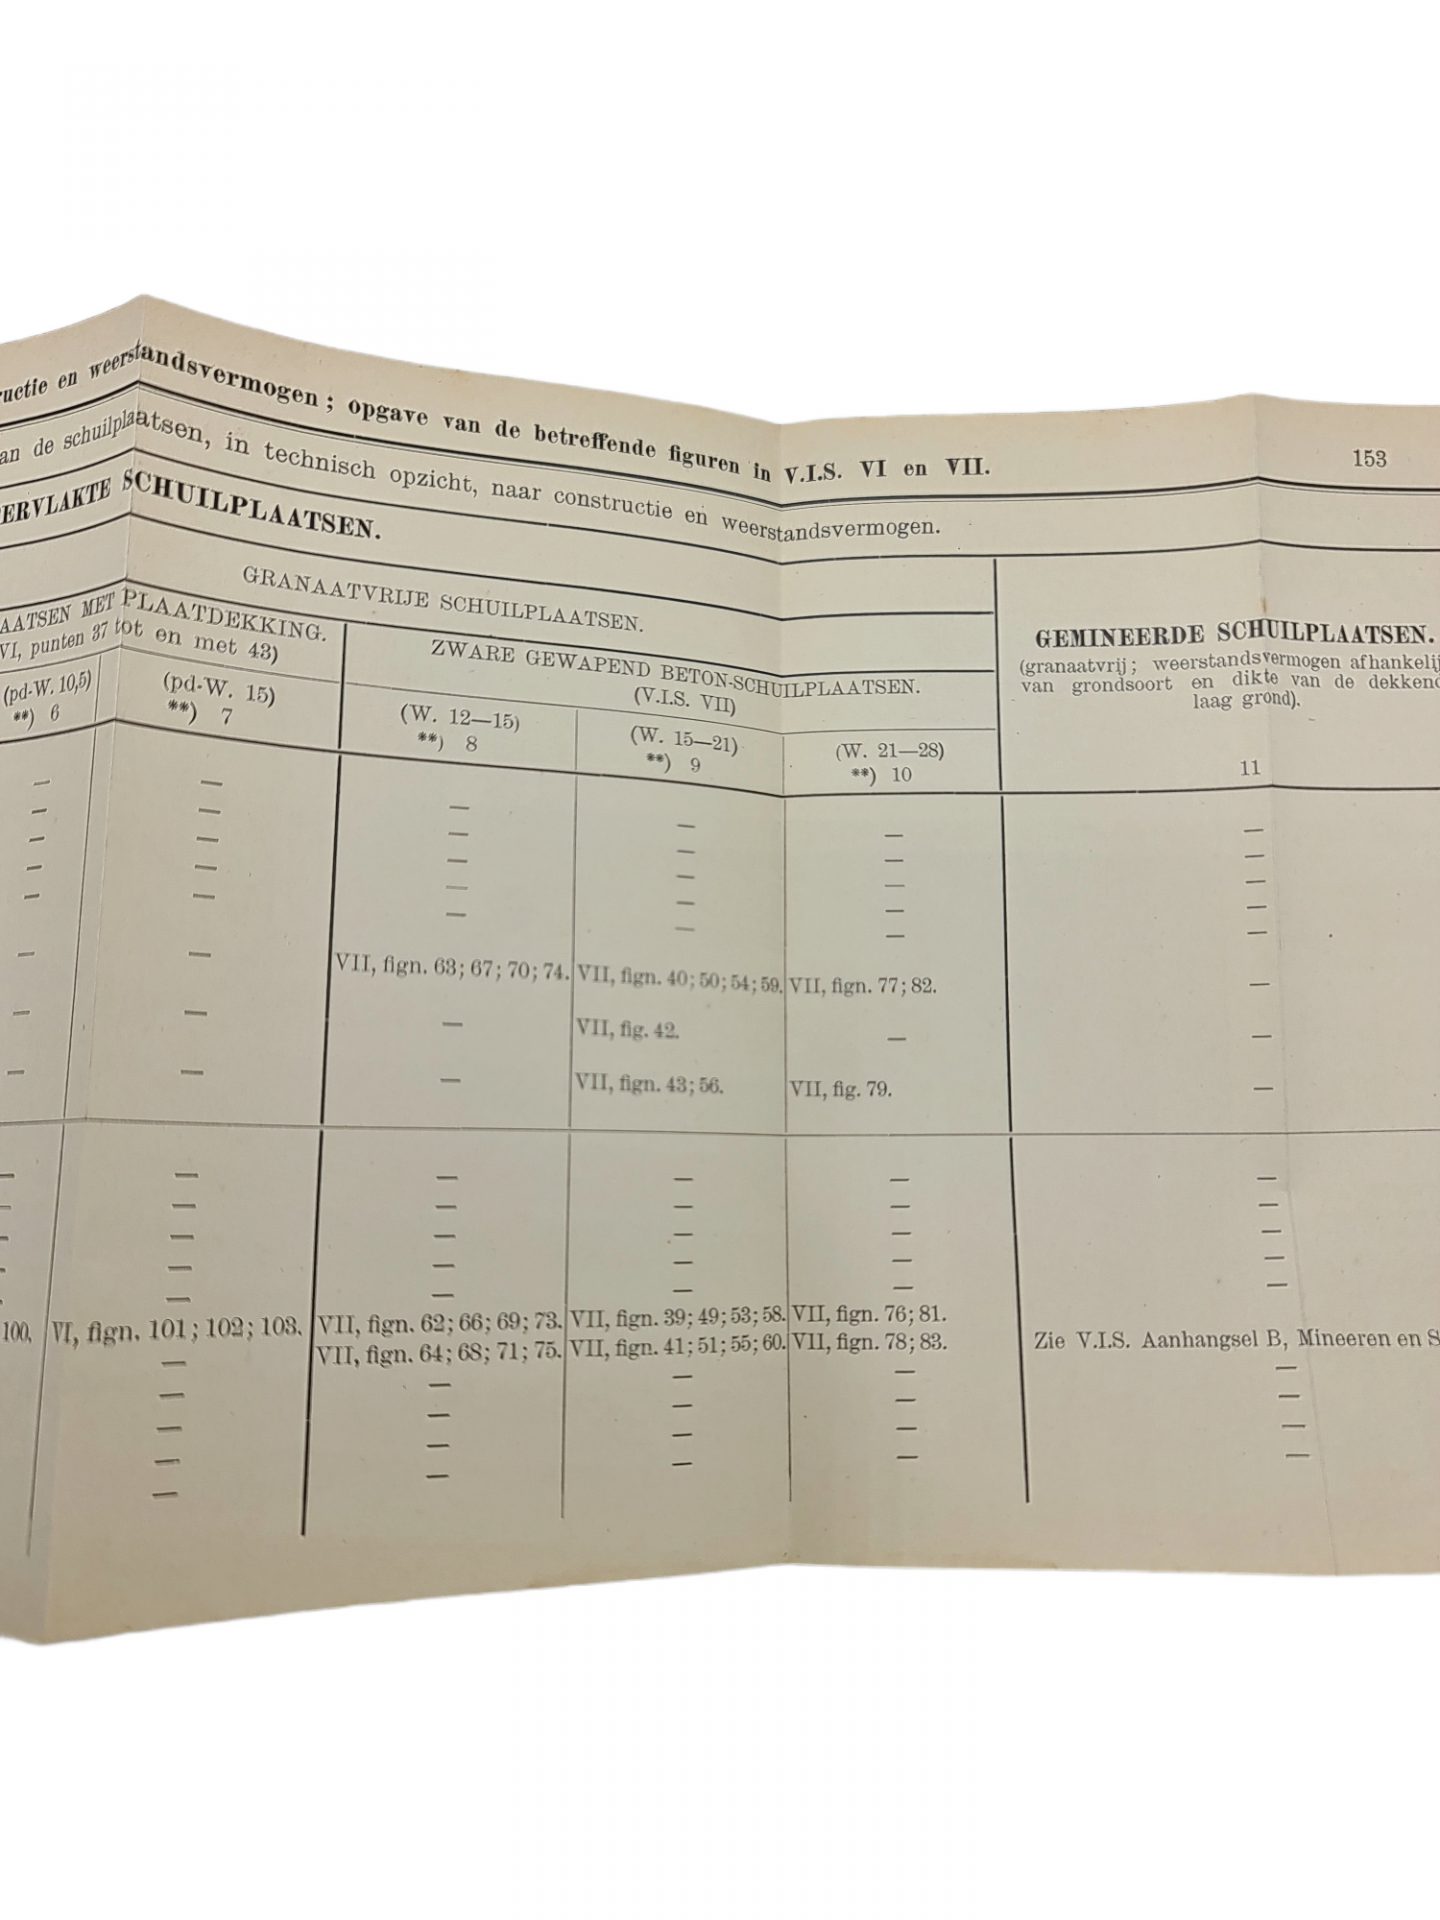 en weerstandsvermogen; opgave van de betreffende figuren in V.I.S. VI en VII.
153
de schuilplaatsen, in technisch opzicht, naar constructie en weerstandsvermogen.
SCHUILPLAATSEN.
GRANAATVRIJE SCHUILPLAATSEN.
MET PLAATDEKKING.
VI, punten 37 tot en met 43)
ZWARE GEWAPEND BETON-SCHUILPLAATSEN.
(V.I.S. VII)
GEMINEERDE SCHUILPLAATSEN.
(granaatvrij; weerstandsvermogen
van grondsoort en dikte van de
laag grond).
(pd-W. 10,5)
**) 6
(pd-W. 15)
**) 7
(W. 12—15)
**) 8
(W. 15—21)
**) 9
(W. 21—28)
**) 10
11
— — — — — —
— — — — — —
— — — — — —
— — — — — —
— — — — — —
— — VII, fign. 63; 67; 70; 74. VII, fign. 40; 50; 54; 59. VII, fign. 77; 82. —
— — — VII, fig. 42. — —
— — — VII, fign. 43; 56. VII, fig. 79. —
— — — — — —
— — — — — —
— — — — — —
— — — — — —
— — — — — —
100, VI, fign. 101; 102; 103. VII, fign. 62; 66; 69; 73. VII, fign. 39; 49; 53; 58. VII, fign. 76; 81.
VII, fign. 64; 68; 71; 75. VII, fign. 41; 51; 55; 60. VII, fign. 78; 83. Zie V.I.S. Aanhangsel B, Mineeren en
— — — — —
— — — — —
— — — — —
— — — — —
—